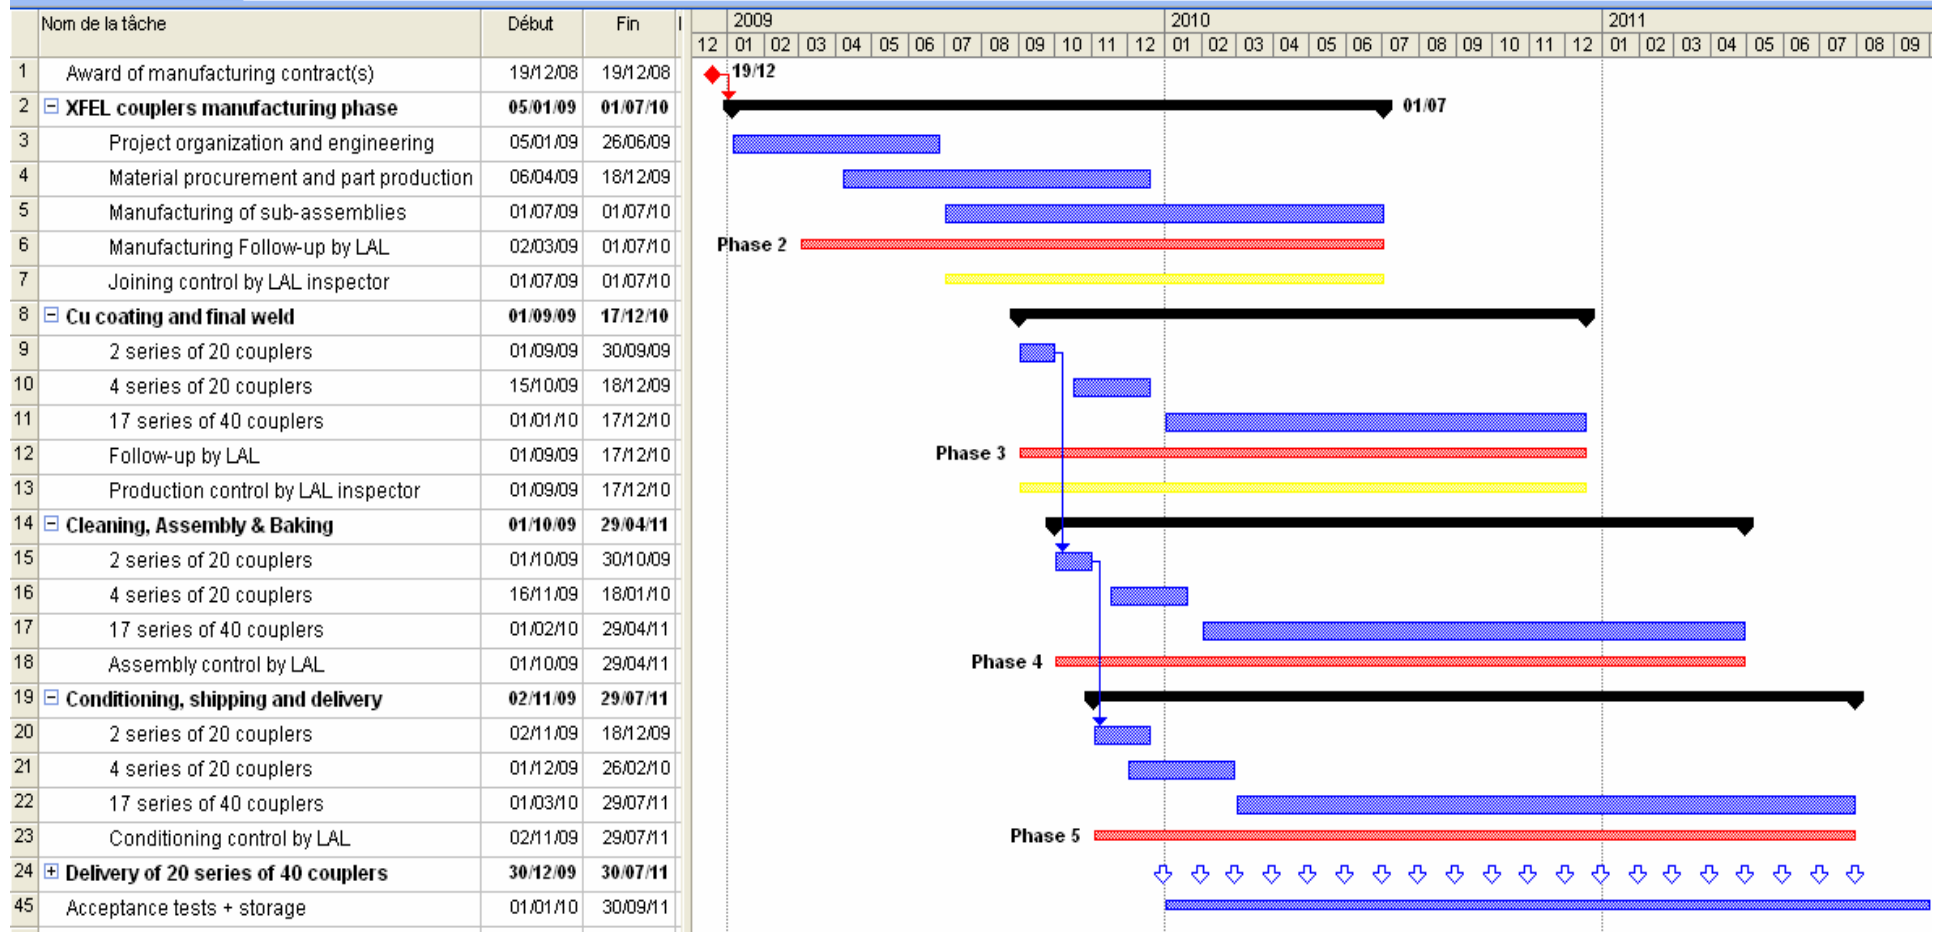 Nom de la tâche Début Fin 2009 2010 2011
12 01 02 03 04 05 06 07 08 09 10 11 12 01 02 03 04 05 06 07 08 09 10 11 12 01 02 03 04 05 06 07 08 09
1 Award of manufacturing contract(s) 19/12/08 19/12/08 19/12
2 XFEL couplers manufacturing phase 05/01/09 01/07/10 01/07
3 Project organization and engineering 05/01/09 26/06/09
4 Material procurement and part production 06/04/09 18/12/09
5 Manufacturing of sub-assemblies 01/07/09 01/07/10
6 Manufacturing Follow-up by LAL 02/03/09 01/07/10 Phase 2
7 Joining control by LAL inspector 01/07/09 01/07/10
8 Cu coating and final weld 01/09/09 17/12/10
9 2 series of 20 couplers 01/09/09 30/09/09
10 4 series of 20 couplers 15/10/09 18/12/09
11 17 series of 40 couplers 01/01/10 17/12/10
12 Follow-up by LAL 01/09/09 17/12/10 Phase 3
13 Production control by LAL inspector 01/09/09 17/12/10
14 Cleaning, Assembly & Baking 01/10/09 29/04/11
15 2 series of 20 couplers 01/10/09 30/10/09
16 4 series of 20 couplers 16/11/09 18/01/10
17 17 series of 40 couplers 01/02/10 29/04/11
18 Assembly control by LAL 01/10/09 29/04/11 Phase 4
19 Conditioning, shipping and delivery 02/11/09 29/07/11
20 2 series of 20 couplers 02/11/09 18/12/09
21 4 series of 20 couplers 01/12/09 26/02/10
22 17 series of 40 couplers 01/03/10 29/07/11
23 Conditioning control by LAL 02/11/09 29/07/11 Phase 5
24 Delivery of 20 series of 40 couplers 30/12/09 30/07/11
45 Acceptance tests + storage 01/01/10 30/09/11